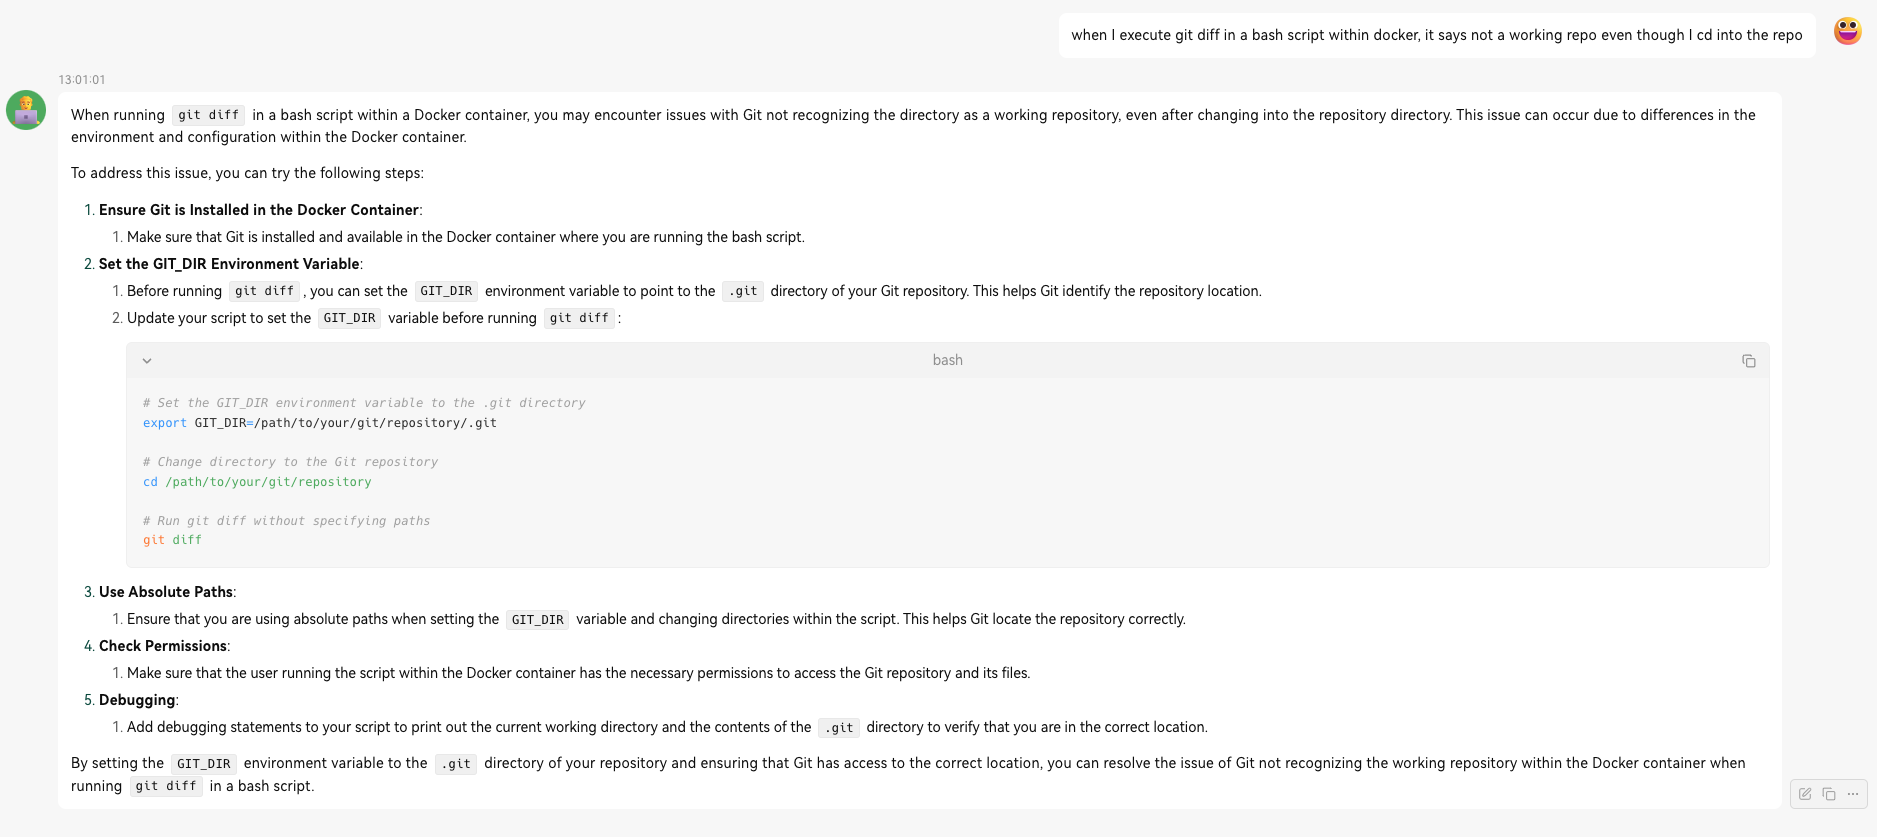 when I execute git diff in a bash script within docker, it says not a working repo even though I cd into the repo
13:01:01
When running git diff in a bash script within a Docker container, you may encounter issues with Git not recognizing the directory as a working repository, even after changing into the repository directory. This issue can occur due to differences in the
environment and configuration within the Docker container.
To address this issue, you can try the following steps:
1. Ensure Git is Installed in the Docker Container:
1. Make sure that Git is installed and available in the Docker container where you are running the bash script.
2. Set the GIT_DIR Environment Variable:
1. Before running git diff, you can set the GIT_DIR environment variable to point to the .git directory of your Git repository. This helps Git identify the repository location.
2. Update your script to set the GIT_DIR variable before running git diff:
bash
# Set the GIT_DIR environment variable to the .git directory
export GIT_DIR=/path/to/your/git/repository/.git
# Change directory to the Git repository
cd /path/to/your/git/repository
# Run git diff without specifying paths
git diff
3. Use Absolute Paths:
1. Ensure that you are using absolute paths when setting the GIT_DIR variable and changing directories within the script. This helps Git locate the repository correctly.
4. Check Permissions:
1. Make sure that the user running the script within the Docker container has the necessary permissions to access the Git repository and its files.
5. Debugging:
1. Add debugging statements to your script to print out the current working directory and the contents of the .git directory to verify that you are in the correct location.
By setting the GIT_DIR environment variable to the .git directory of your repository and ensuring that Git has access to the correct location, you can resolve the issue of Git not recognizing the working repository within the Docker container when
running git diff in a bash script.